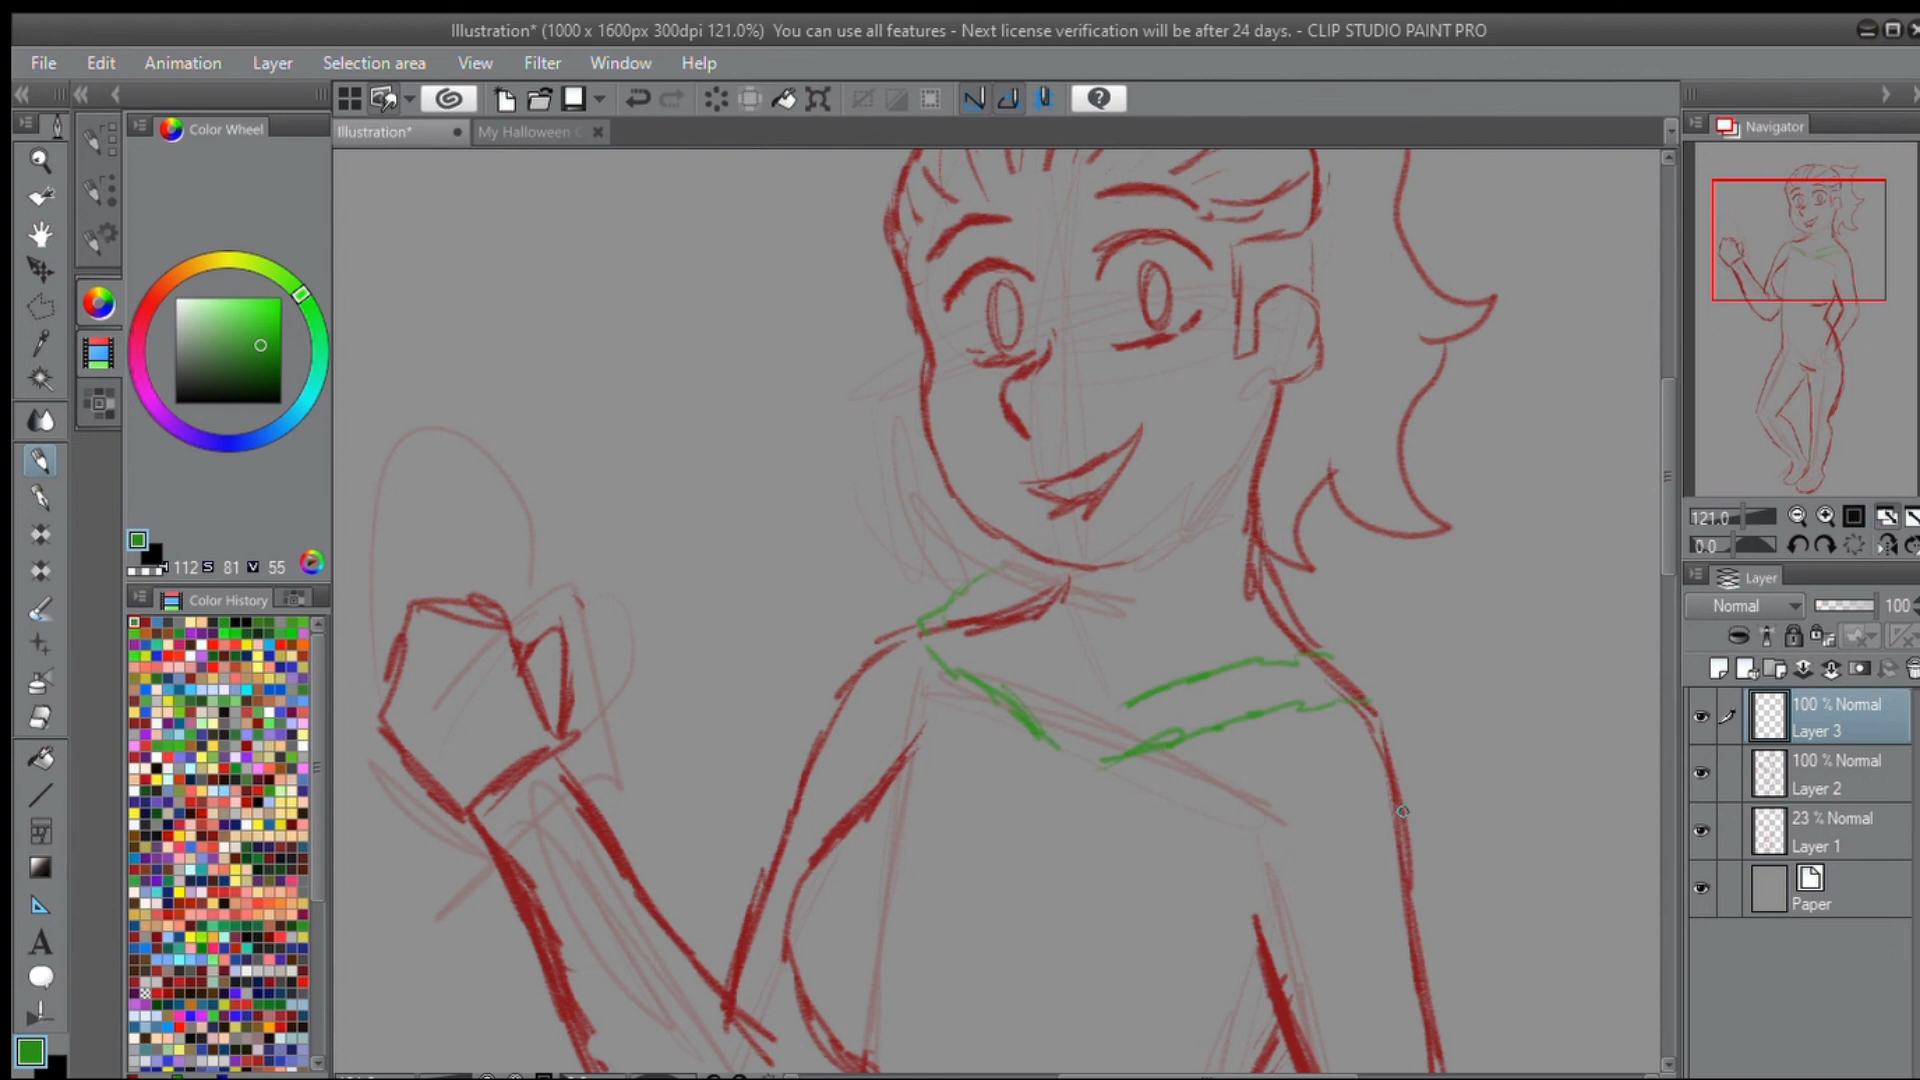 Illustration* (1000 x 1600px 300dpi 121.0%)  You can use all features - Next license verification will be after 24 days. - CLIP STUDIO PAINT PRO
File Edit Animation Layer Selection area View Filter Window Help
Color Wheel
Illustration*
My Halloween C
Navigator
112 S 81 V 55
Color History
121.0
0.0
Layer
Normal 100
100 % Normal
Layer 3
100 % Normal
Layer 2
23 % Normal
Layer 1
Paper